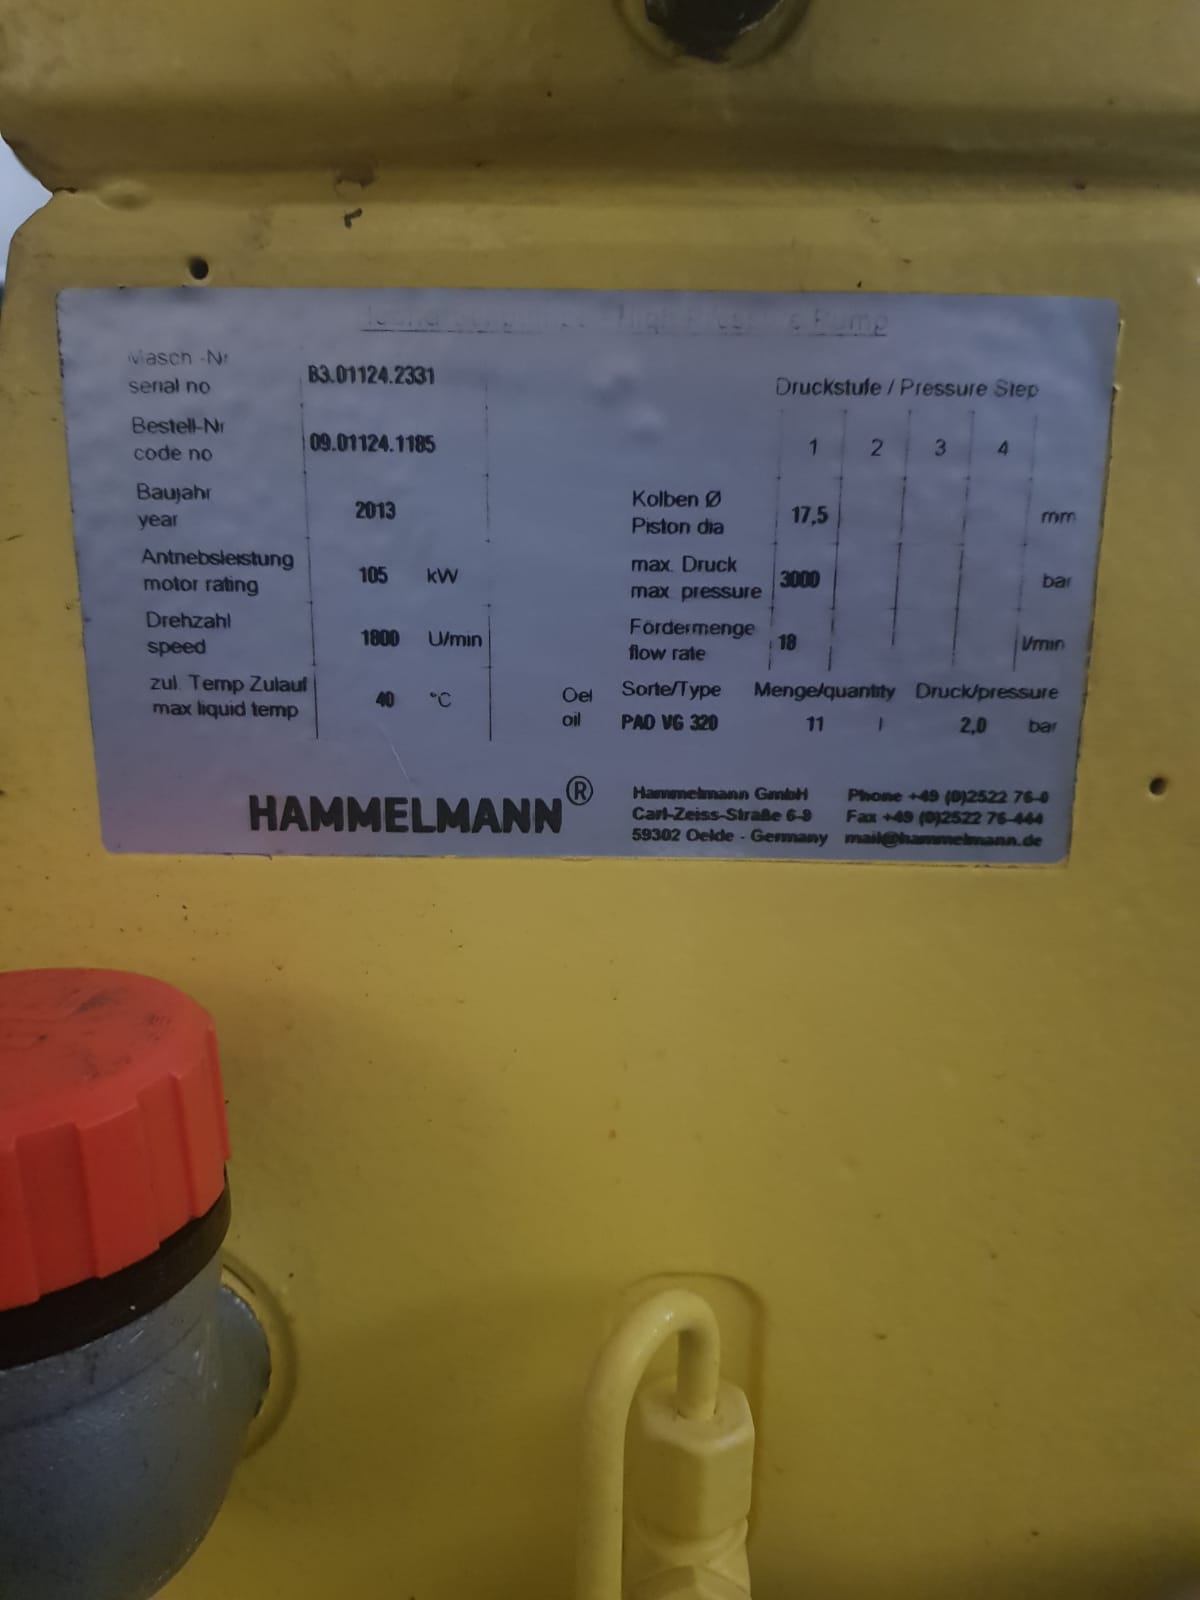 High Pump
Masch -Nr
serial no
B3.01124.2331
Bestell-Nr
code no
09.01124.1185
Baujahr
year
2013
Antriebsleistung
motor rating
105 kW
Drehzahl
speed
1800 U/min
zul. Temp Zulauf
max liquid temp
40 °C
Druckstufe / Pressure Step
1 2 3 4
Kolben Ø
Piston dia
17,5 mm
max. Druck
max. pressure
3000 bar
Fördermenge
flow rate
18 l/min
Oel
oil
Sorte/Type Menge/quantity Druck/pressure
PAO VG 320 11 l 2,0 bar
HAMMELMANN®
Hammelmann GmbH
Carl-Zeiss-Straße 6-8
59302 Oelde - Germany
Phone +49 (0)2522 76-0
Fax +49 (0)2522 76-444
mail@hammelmann.de